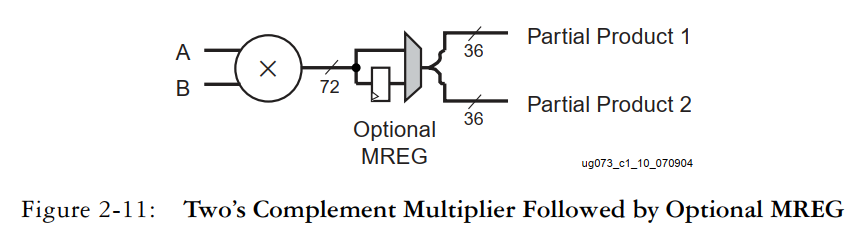 A
B
×
72
Optional
MREG
36
Partial Product 1
36
Partial Product 2
ug073_c1_10_070904
Figure 2-11: Two's Complement Multiplier Followed by Optional MREG